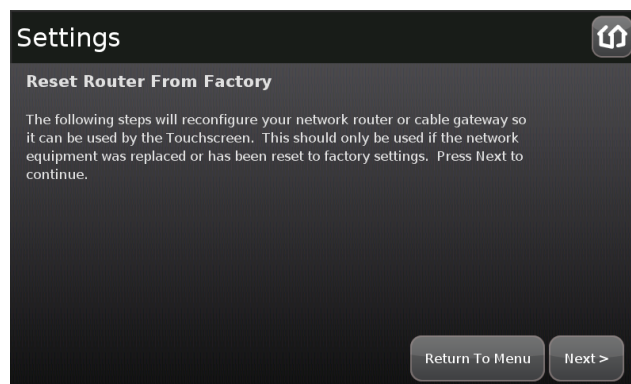 Settings
Reset Router From Factory
The following steps will reconfigure your network router or cable gateway so
it can be used by the Touchscreen.  This should only be used if the network
equipment was replaced or has been reset to factory settings.  Press Next to
continue.
Return To Menu
Next >